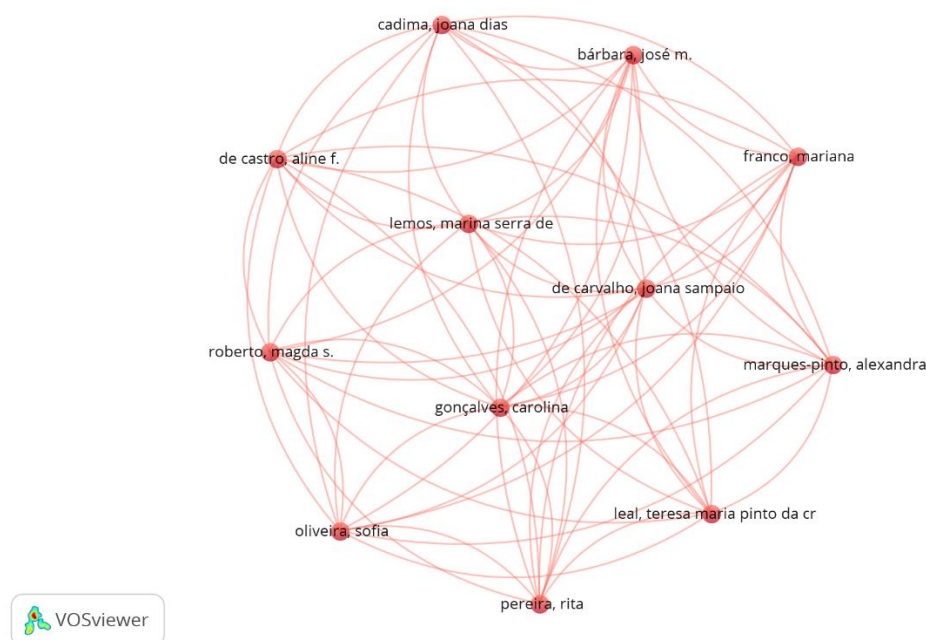 cadima, joana dias
bárbara, josé m.
de castro, aline f.
franco, mariana
lemos, marina serra de
de carvalho, joana sampaio
roberto, magda s.
marques-pinto, alexandra
gonçalves, carolina
leal, teresa maria pinto da cr
oliveira, sofia
pereira, rita
VOSviewer